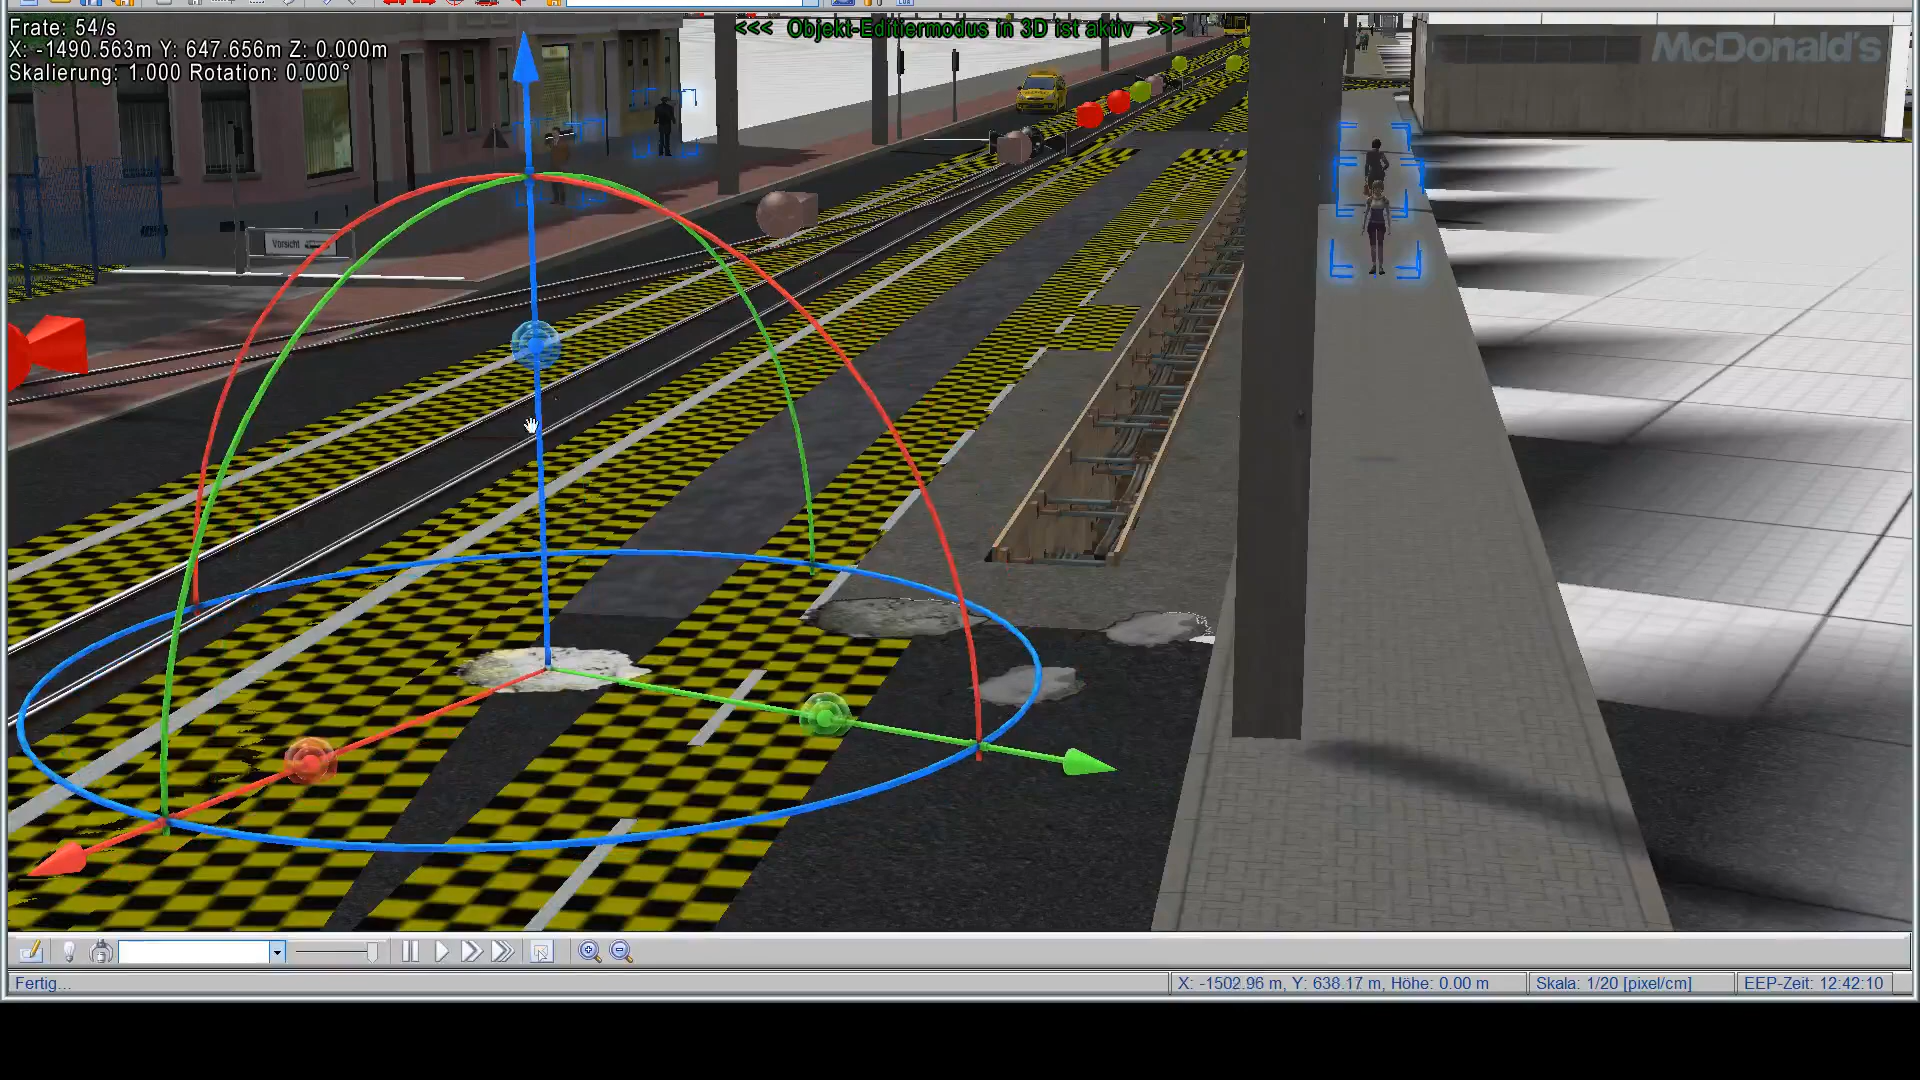 Frate: 54/s
<<< Objekt-Editiermodus in 3D ist aktiv >>>
X: -1490.563m Y: 647.656m Z: 0.000m
Skalierung: 1.000 Rotation: 0.000°
McDonald's
Vorsicht
Fertig...
X: -1502.96 m, Y: 638.17 m, Höhe: 0.00 m
Skala: 1/20 [pixel/cm]
EEP-Zeit: 12:42:10